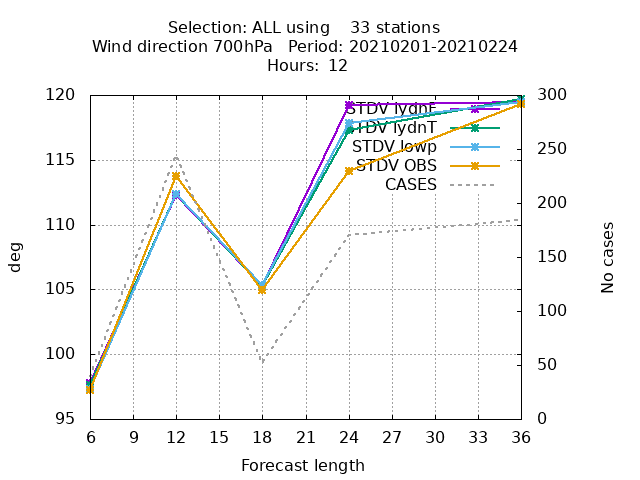 Selection: ALL using 33 stations
Wind direction 700hPa Period: 20210201-20210224
Hours: 12
120
115
110
105
100
95
deg
300
250
200
150
100
50
0
No cases
STDV lydnF
STDV lydnT
STDV lowp
STDV OBS
CASES
6 9 12 15 18 21 24 27 30 33 36
Forecast length